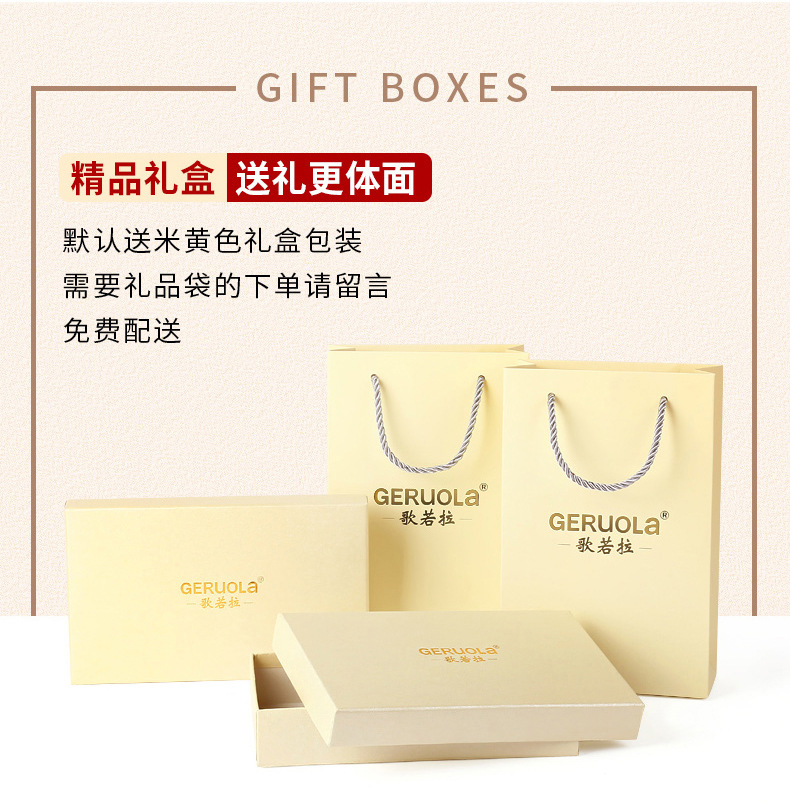 GIFT BOXES
精品礼盒 送礼更体面
默认送米黄色礼盒包装
需要礼品袋的下单请留言
免费配送
GERUOLa®
歌若拉
GERUOLa®
歌若拉
GERUOLa®
歌若拉
GERUOLa®
歌若拉